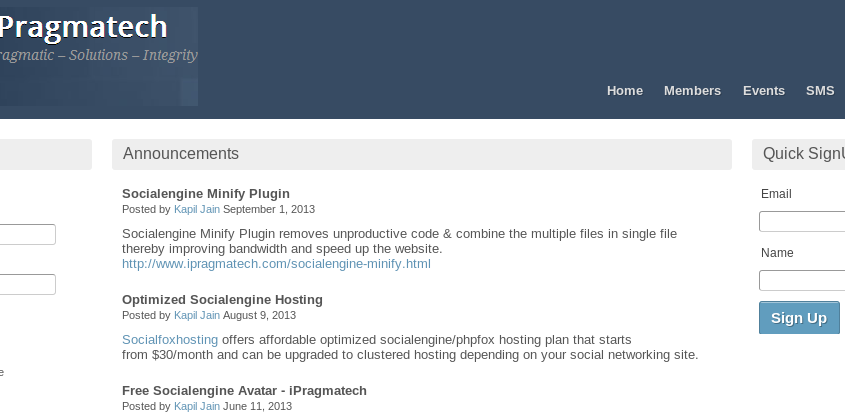 Pragmatech
ragmatic – Solutions – Integrity
Home Members Events SMS
Announcements
Socialengine Minify Plugin
Posted by Kapil Jain September 1, 2013
Socialengine Minify Plugin removes unproductive code & combine the multiple files in single file
thereby improving bandwidth and speed up the website.
http://www.ipragmatech.com/socialengine-minify.html
Optimized Socialengine Hosting
Posted by Kapil Jain August 9, 2013
Socialfoxhosting offers affordable optimized socialengine/phpfox hosting plan that starts
from $30/month and can be upgraded to clustered hosting depending on your social networking site.
Free Socialengine Avatar - iPragmatech
Posted by Kapil Jain June 11, 2013
e
Quick SignU
Email
Name
Sign Up